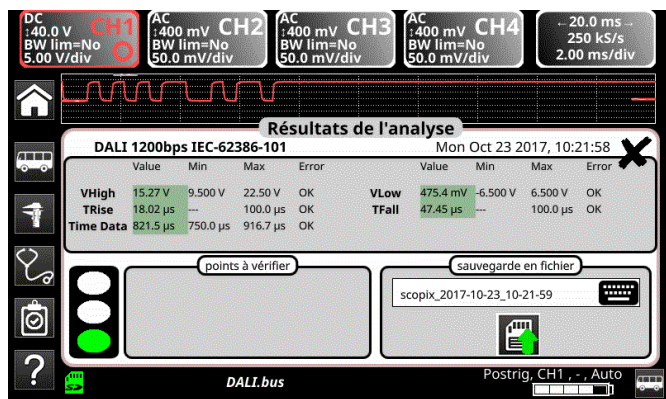 DC
↕40.0 V CH1
BW lim=No
5.00 V/div
AC
↕400 mV CH2
BW lim=No
50.0 mV/div
AC
↕400 mV CH3
BW lim=No
50.0 mV/div
AC
↕400 mV CH4
BW lim=No
50.0 mV/div
←20.0 ms→
250 kS/s
2.00 ms/div
Résultats de l'analyse
DALI 1200bps IEC-62386-101 Mon Oct 23 2017, 10:21:58
Value Min Max Error Value Min Max Error
VHigh 15.27 V 9.500 V 22.50 V OK VLow 475.4 mV -6.500 V 6.500 V OK
TRise 18.02 µs --- 100.0 µs OK TFall 47.45 µs --- 100.0 µs OK
Time Data 821.5 µs 750.0 µs 916.7 µs OK
points à vérifier
sauvegarde en fichier
scopix_2017-10-23_10-21-59
?
DALI.bus
Postrig, CH1 , - , Auto